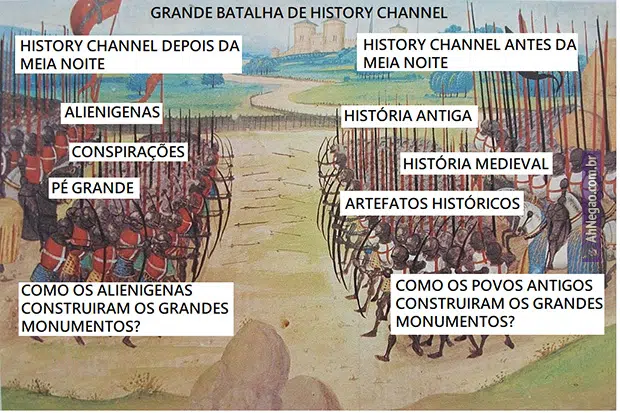 GRANDE BATALHA DE HISTORY CHANNEL
HISTORY CHANNEL DEPOIS DA
MEIA NOITE
HISTORY CHANNEL ANTES DA
MEIA NOITE
ALIENIGENAS
CONSPIRAÇÕES
PÉ GRANDE
HISTÓRIA ANTIGA
HISTÓRIA MEDIEVAL
ARTEFATOS HISTÓRICOS
COMO OS ALIENIGENAS
CONSTRUIRAM OS GRANDES
MONUMENTOS?
COMO OS POVOS ANTIGOS
CONSTRUIRAM OS GRANDES
MONUMENTOS?
AhNegao.com.br